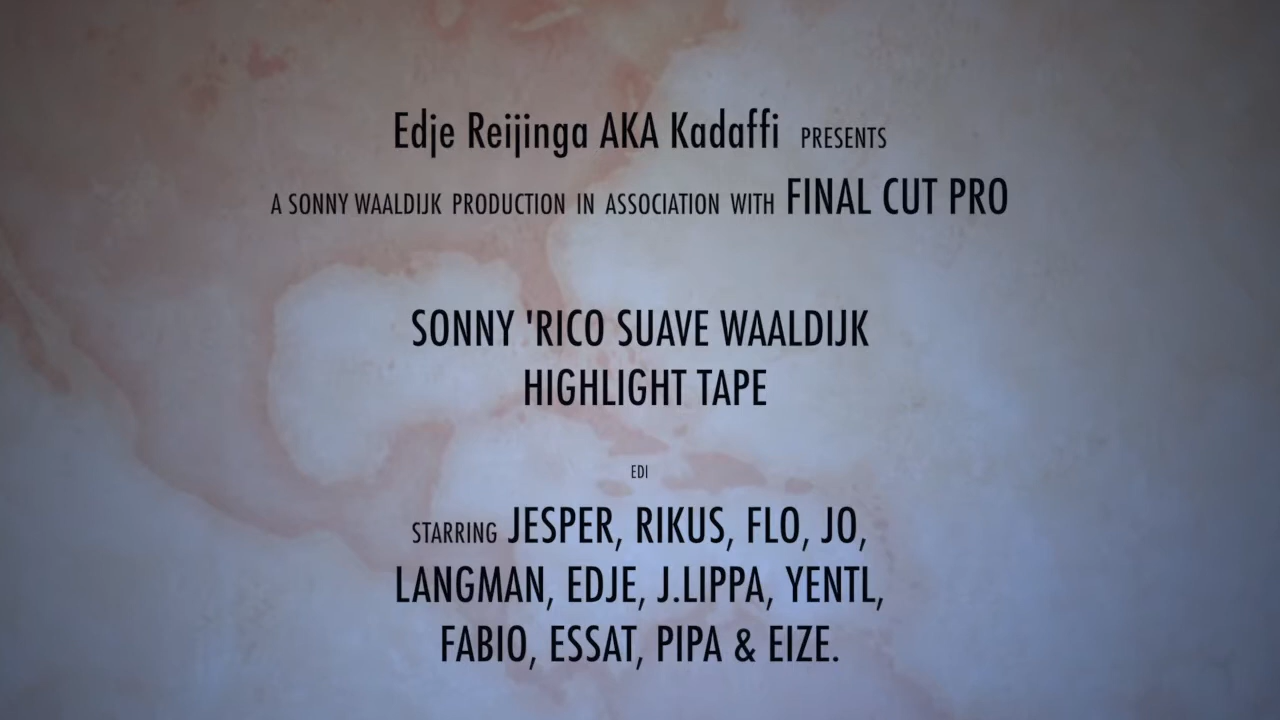 Edje Reijinga AKA Kadaffi PRESENTS
A SONNY WAALDIJK PRODUCTION IN ASSOCIATION WITH FINAL CUT PRO
SONNY 'RICO SUAVE WAALDIJK
HIGHLIGHT TAPE
EDI
STARRING JESPER, RIKUS, FLO, JO,
LANGMAN, EDJE, J.LIPPA, YENTL,
FABIO, ESSAT, PIPA & EIZE.